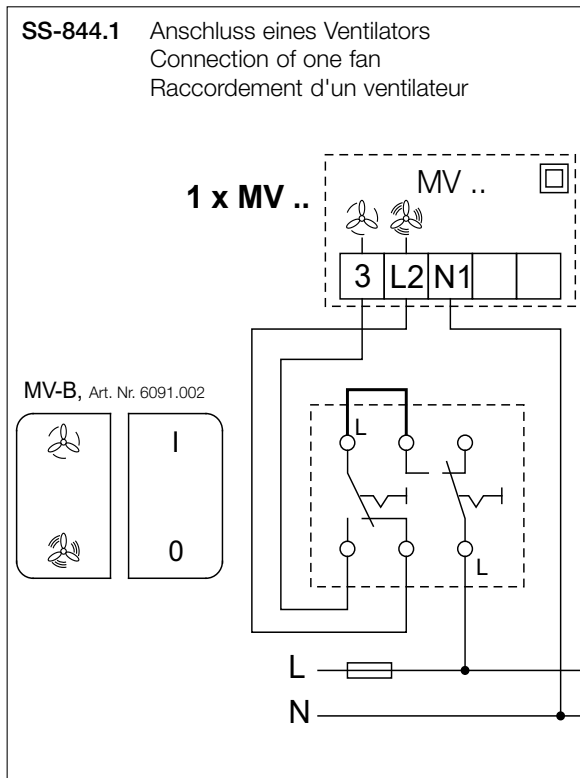 SS-844.1 Anschluss eines Ventilators
Connection of one fan
Raccordement d'un ventilateur
1 x MV ..
MV ..
3 L2 N1
MV-B, Art. Nr. 6091.002
I
0
L
L
L
N